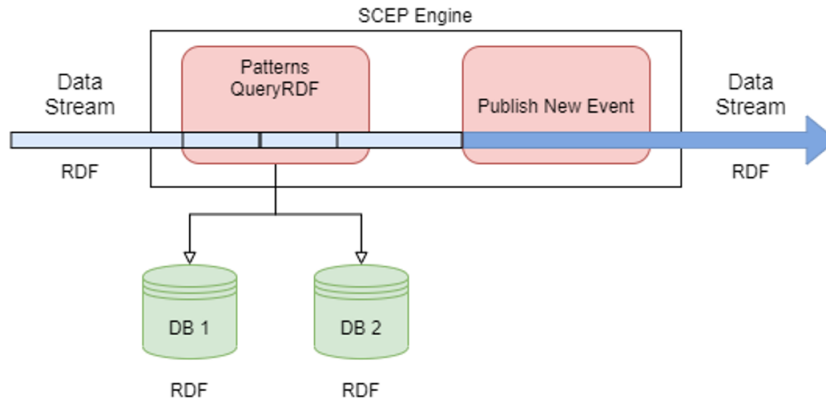 SCEP Engine
Data
Stream
Patterns
QueryRDF
Publish New Event
Data
Stream
RDF
RDF
DB 1
DB 2
RDF
RDF